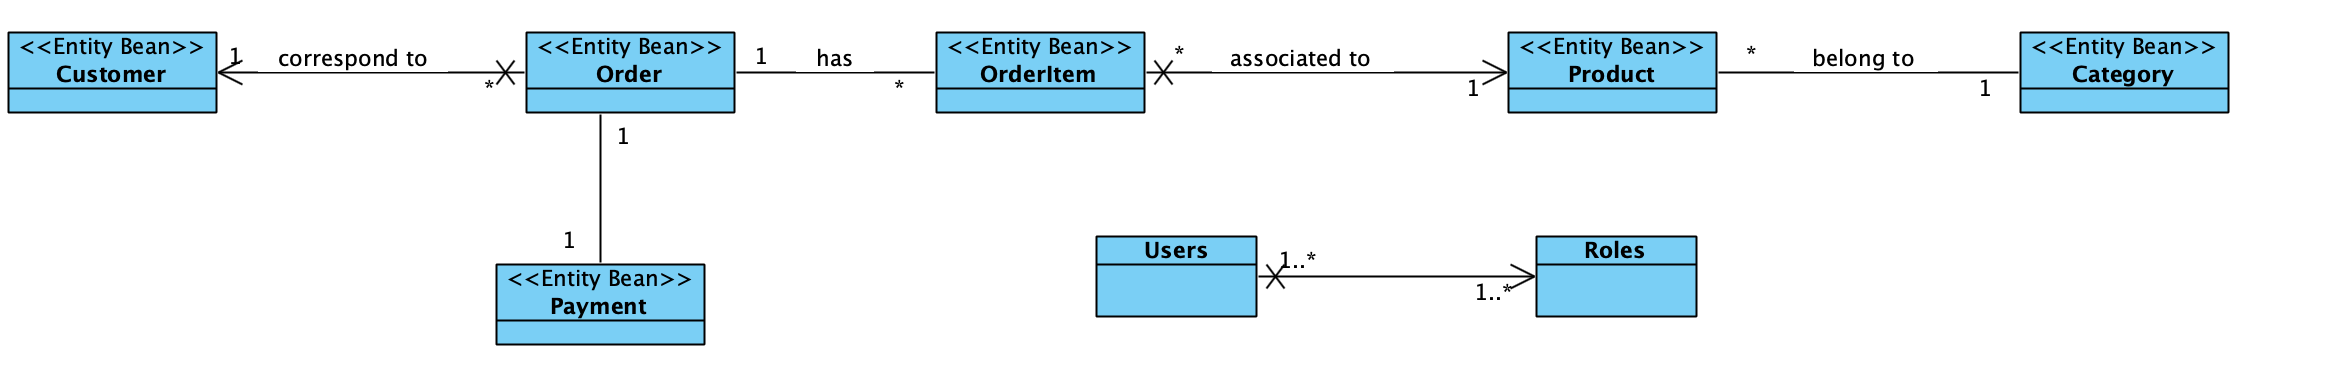 <<Entity Bean>>
Customer
1
correspond to
*
<<Entity Bean>>
Order
1
has
*
<<Entity Bean>>
OrderItem
*
associated to
1
<<Entity Bean>>
Product
*
belong to
1
<<Entity Bean>>
Category
1
1
<<Entity Bean>>
Payment
Users
1..*
1..*
Roles